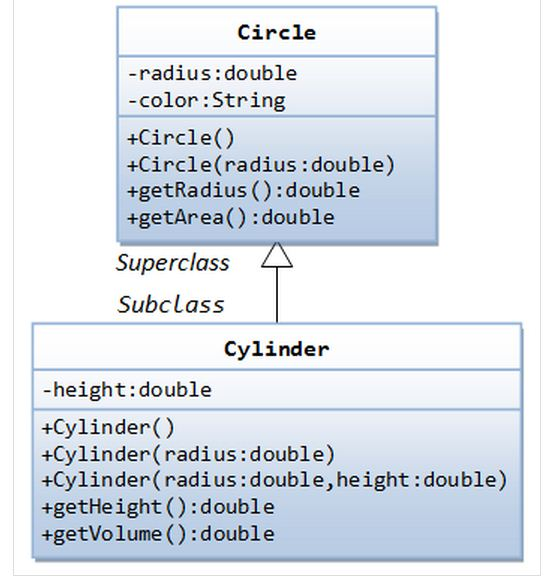 Circle
-radius:double
-color:String
+Circle()
+Circle(radius:double)
+getRadius():double
+getArea():double
Superclass
Subclass
Cylinder
-height:double
+Cylinder()
+Cylinder(radius:double)
+Cylinder(radius:double,height:double)
+getHeight():double
+getVolume():double